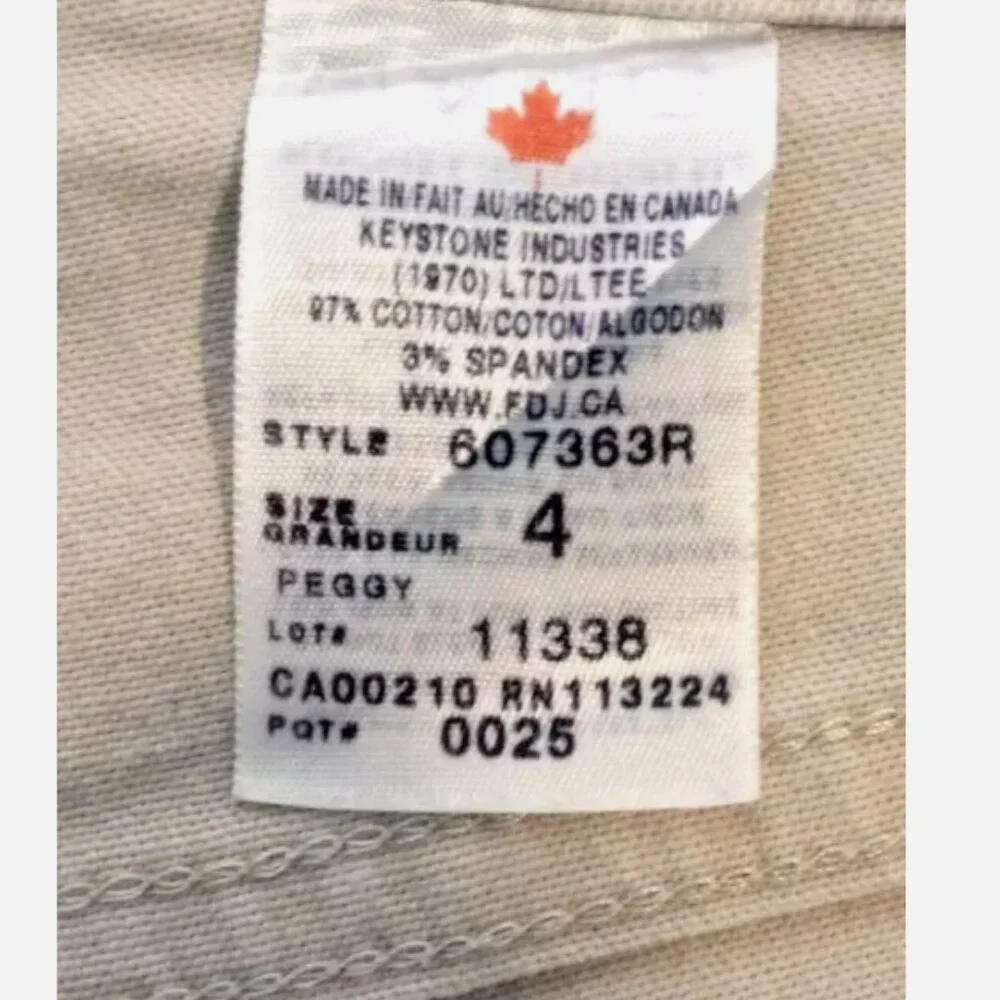 MADE IN/FAIT AU/HECHO EN CANADA
KEYSTONE INDUSTRIES
(1970) LTD/LTEE
97% COTTON/COTON/ALGODON
3% SPANDEX
WWW.FDJ.CA
STYLE 607363R
SIZE
GRANDEUR 4
PEGGY
LOT# 11338
CA00210 RN113224
PQT# 0025